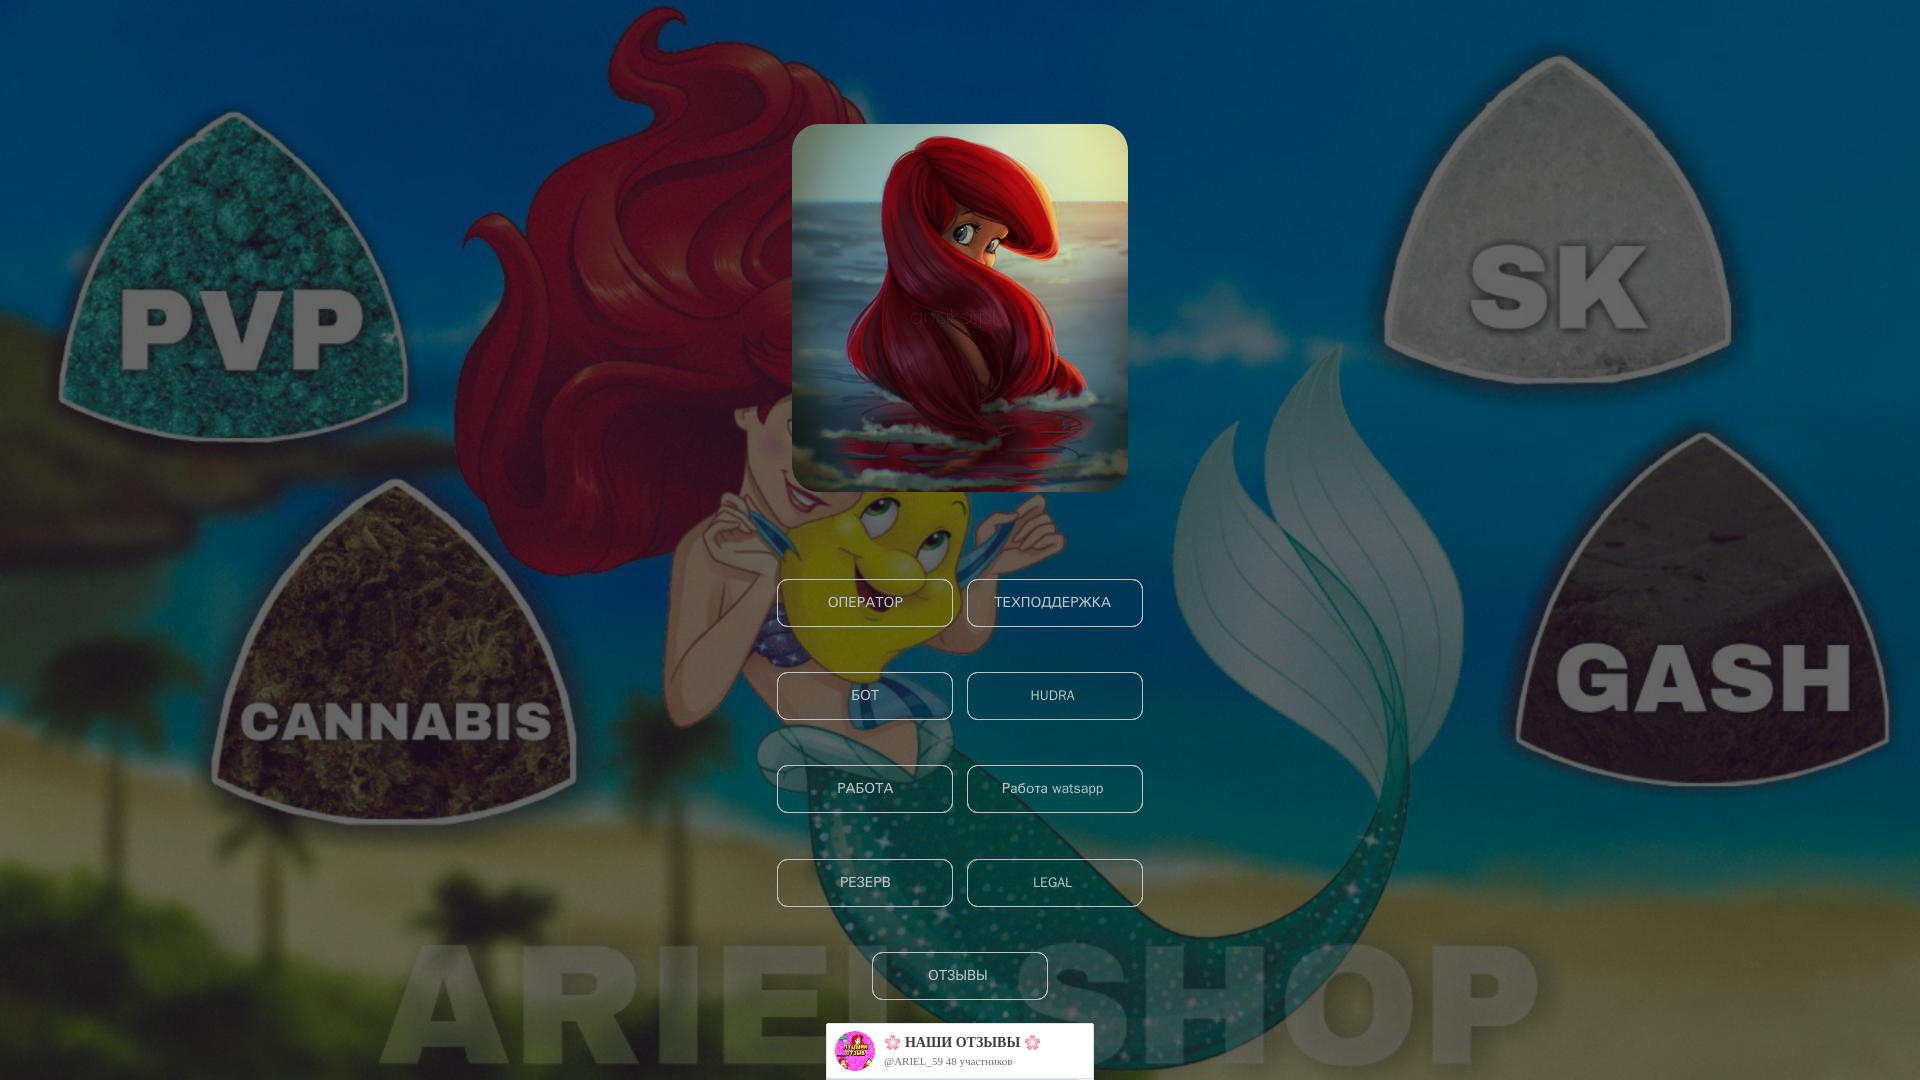 PVP
SK
CANNABIS
GASH
ОПЕРАТОР
ТЕХПОДДЕРЖКА
БОТ
HUDRA
РАБОТА
Работа watsapp
РЕЗЕРВ
LEGAL
ОТЗЫВЫ
ARIEL SHOP
🌸 НАШИ ОТЗЫВЫ 🌸
@ARIEL_59 48 участников